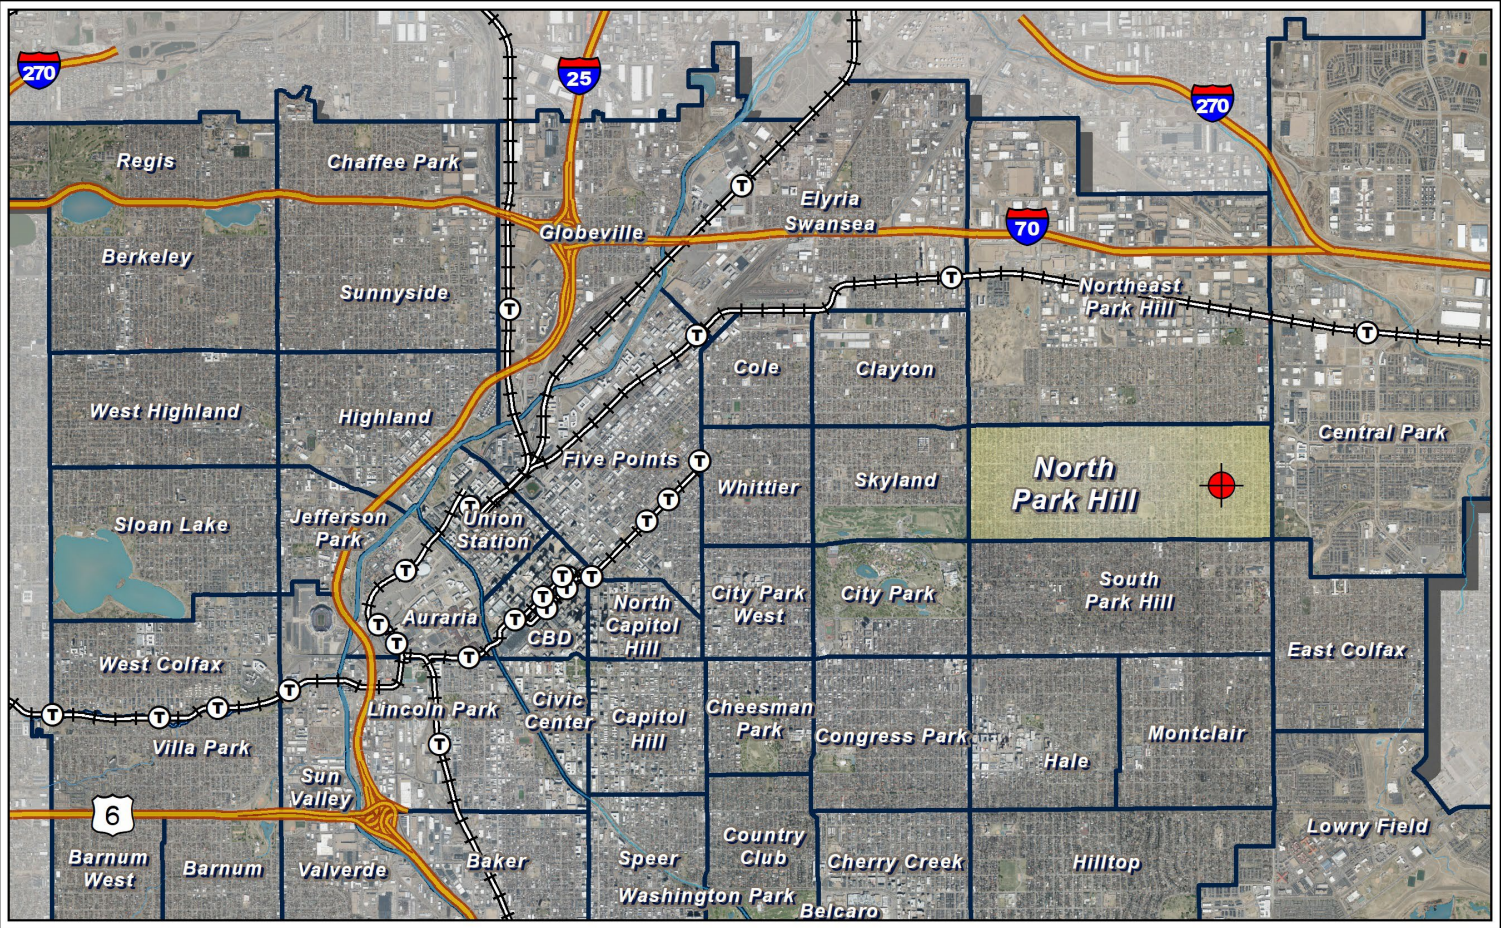 270
25
270
Regis
Chaffee Park
Elyria
Swansea
70
Globeville
Berkeley
Sunnyside
Northeast
Park Hill
T
T
T
T
T
Cole
Clayton
West Highland
Highland
Central Park
Five Points
T
Whittier
Skyland
North
Park Hill
Sloan Lake
Jefferson
Park
T
Union
Station
T
T
T
T
T
T
T
T
T
T
T
T
T
Auraria
CBD
North
Capitol
Hill
City Park
West
City Park
South
Park Hill
West Colfax
East Colfax
T
T
T
T
Lincoln Park
Civic
Center
Capitol
Hill
Cheesman
Park
Congress Park
Hale
Montclair
Villa Park
T
Sun
Valley
6
Lowry Field
Barnum
West
Barnum
Valverde
Baker
Speer
Country
Club
Cherry Creek
Hilltop
Washington Park
Belcaro